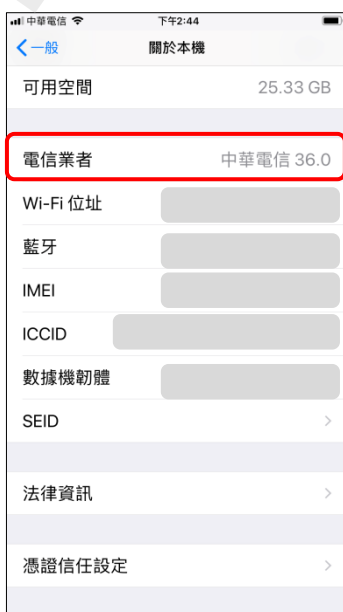 中華電信 下午2:44
一般 關於本機
可用空間 25.33 GB
電信業者 中華電信 36.0
Wi-Fi 位址
藍牙
IMEI
ICCID
數據機韌體
SEID
法律資訊
憑證信任設定